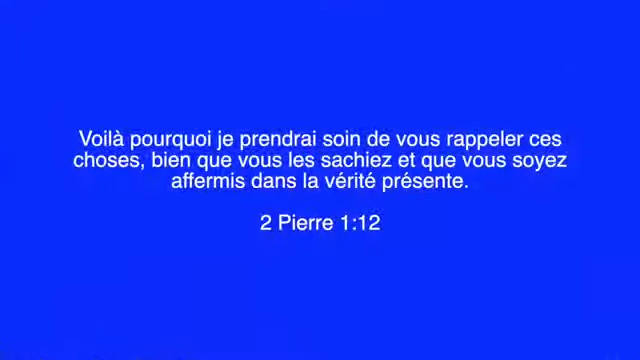 Voilà pourquoi je prendrai soin de vous rappeler ces
choses, bien que vous les sachiez et que vous soyez
affermis dans la vérité présente.
2 Pierre 1:12